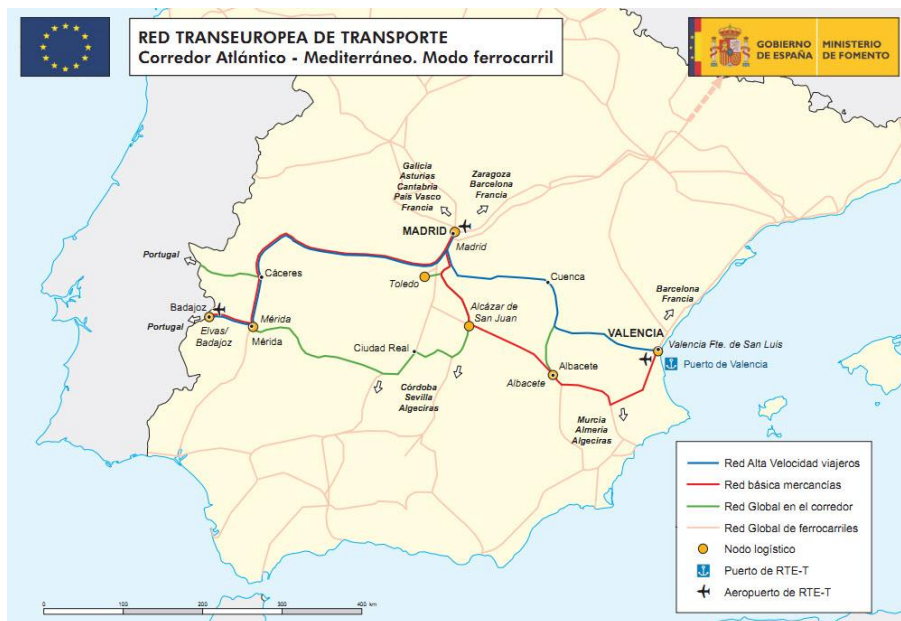 RED TRANSEUROPEA DE TRANSPORTE
Corredor Atlántico - Mediterráneo. Modo ferrocarril
GOBIERNO
DE ESPAÑA
MINISTERIO
DE FOMENTO
Galicia
Asturias
Cantabria
País Vasco
Francia
Zaragoza
Barcelona
Francia
MADRID
Madrid
Portugal
Cáceres
Toledo
Cuenca
Barcelona
Francia
Badajoz
Portugal
Elvas/
Badajoz
Mérida
Mérida
Alcázar de
San Juan
VALENCIA
Valencia Fte. de San Luis
Puerto de Valencia
Ciudad Real
Albacete
Albacete
Córdoba
Sevilla
Algeciras
Murcia
Almería
Algeciras
Red Alta Velocidad viajeros
Red básica mercancías
Red Global en el corredor
Red Global de ferrocarriles
Nodo logístico
Puerto de RTE-T
Aeropuerto de RTE-T
0 100 200 300 400 km